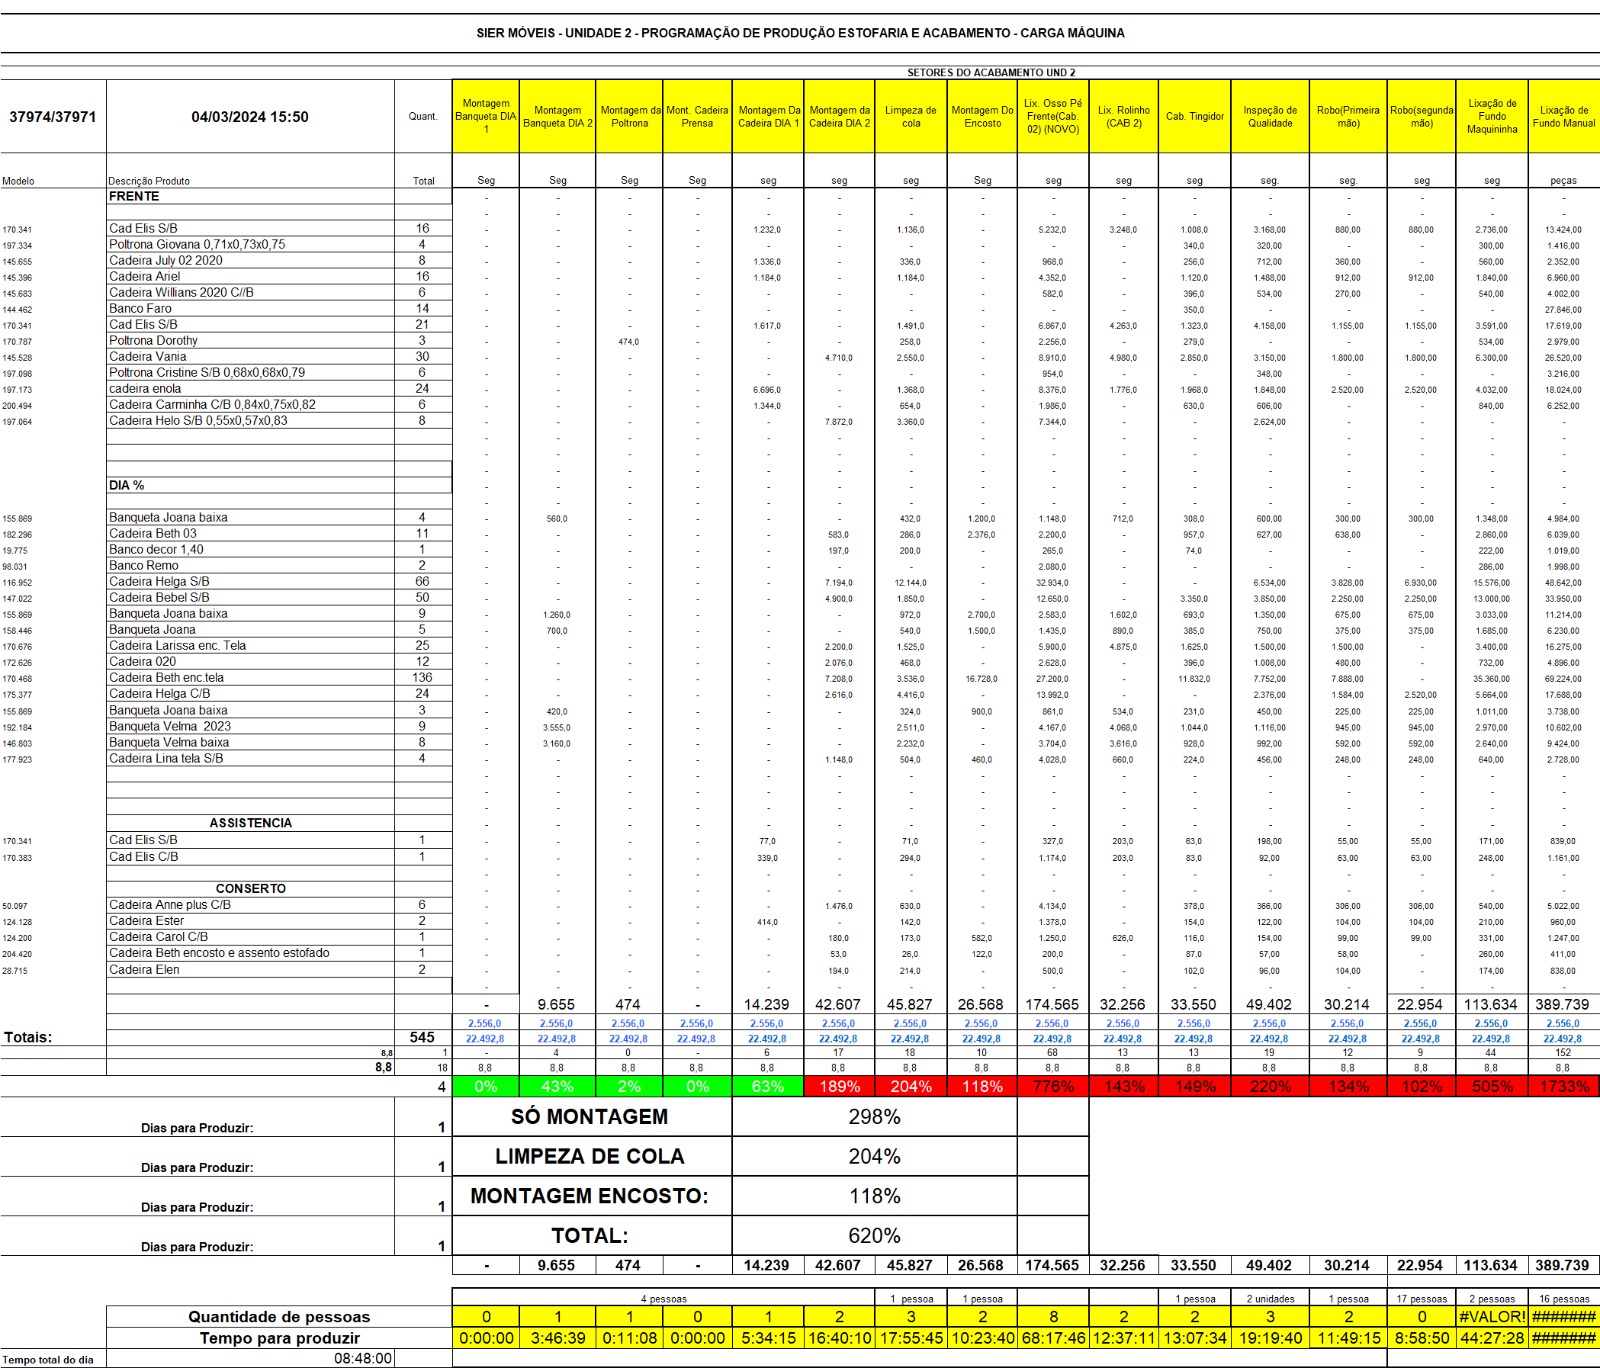 SIER MÓVEIS - UNIDADE 2 - PROGRAMAÇÃO DE PRODUÇÃO ESTOFARIA E ACABAMENTO - CARGA MÁQUINA
SETORES DO ACABAMENTO UND 2
37974/37971 04/03/2024 15:50 Quant. Montagem Banqueta DIA 1 Montagem Banqueta DIA 2 Montagem da Poltrona Mont. Cadeira Prensa Montagem Da Cadeira DIA 1 Montagem da Cadeira DIA 2 Limpeza de cola Montagem Do Encosto Lix. Osso Pé Frente(Cab. 02) (NOVO) Lix. Rolinho (CAB 2) Cab. Tingidor Inspeção de Qualidade Robo(Primeira mão) Robo(segunda mão) Lixação de Fundo Maquininha Lixação de Fundo Manual
Modelo Descrição Produto Total Seg Seg Seg Seg seg seg seg Seg seg seg seg seg. seg. seg seg peças
FRENTE - - - - - - - - - - - - - - - -
- - - - - - - - - - - - - - - -
170.341 Cad Elis S/B 16 - - - - 1.232,0 - 1.136,0 - 5.232,0 3.248,0 1.008,0 3.168,00 880,00 880,00 2.736,00 13.424,00
197.334 Poltrona Giovana 0,71x0,73x0,75 4 - - - - - - - - - - 340,0 320,00 - - 300,00 1.416,00
145.655 Cadeira July 02 2020 8 - - - - 1.336,0 - 336,0 - 968,0 - 256,0 712,00 360,00 - 560,00 2.352,00
145.396 Cadeira Ariel 16 - - - - 1.184,0 - 1.184,0 - 4.352,0 - 1.120,0 1.488,00 912,00 912,00 1.840,00 6.960,00
145.683 Cadeira Willians 2020 C//B 6 - - - - - - - - 582,0 - 396,0 534,00 270,00 - 540,00 4.002,00
144.462 Banco Faro 14 - - - - - - - - - - 350,0 - - - - 27.846,00
170.341 Cad Elis S/B 21 - - - - 1.617,0 - 1.491,0 - 6.867,0 4.263,0 1.323,0 4.158,00 1.155,00 1.155,00 3.591,00 17.619,00
170.787 Poltrona Dorothy 3 - - 474,0 - - - 258,0 - 2.256,0 - 279,0 - - - 534,00 2.979,00
145.528 Cadeira Vania 30 - - - - - 4.710,0 2.550,0 - 8.910,0 4.980,0 2.850,0 3.150,00 1.800,00 1.800,00 6.300,00 26.520,00
197.098 Poltrona Cristine S/B 0,68x0,68x0,79 6 - - - - - - - - 954,0 - - 348,00 - - - 3.216,00
197.173 cadeira enola 24 - - - - 6.696,0 - 1.368,0 - 8.376,0 1.776,0 1.968,0 1.848,00 2.520,00 2.520,00 4.032,00 18.024,00
200.494 Cadeira Carminha C/B 0,84x0,75x0,82 6 - - - - 1.344,0 - 654,0 - 1.986,0 - 630,0 606,00 - - 840,00 6.252,00
197.064 Cadeira Helo S/B 0,55x0,57x0,83 8 - - - - - 7.872,0 3.360,0 - 7.344,0 - - 2.624,00 - - - -
- - - - - - - - - - - - - - - -
- - - - - - - - - - - - - - - -
- - - - - - - - - - - - - - - -
DIA % - - - - - - - - - - - - - - - -
- - - - - - - - - - - - - - - -
155.869 Banqueta Joana baixa 4 - 560,0 - - - - 432,0 1.200,0 1.148,0 712,0 308,0 600,00 300,00 300,00 1.348,00 4.984,00
182.296 Cadeira Beth 03 11 - - - - - 583,0 286,0 2.376,0 2.200,0 - 957,0 627,00 638,00 - 2.860,00 6.039,00
19.775 Banco decor 1,40 1 - - - - - 197,0 200,0 - 265,0 - 74,0 - - - 222,00 1.019,00
98.031 Banco Remo 2 - - - - - - - - 2.080,0 - - - - - 286,00 1.998,00
116.952 Cadeira Helga S/B 66 - - - - - 7.194,0 12.144,0 - 32.934,0 - - 6.534,00 3.828,00 6.930,00 15.576,00 48.642,00
147.022 Cadeira Bebel S/B 50 - - - - - 4.900,0 1.850,0 - 12.650,0 - 3.350,0 3.850,00 2.250,00 2.250,00 13.000,00 33.950,00
155.869 Banqueta Joana baixa 9 - 1.260,0 - - - - 972,0 2.700,0 2.583,0 1.602,0 693,0 1.350,00 675,00 675,00 3.033,00 11.214,00
158.446 Banqueta Joana 5 - 700,0 - - - - 540,0 1.500,0 1.435,0 890,0 385,0 750,00 375,00 375,00 1.685,00 6.230,00
170.676 Cadeira Larissa enc. Tela 25 - - - - - 2.200,0 1.525,0 - 5.900,0 4.875,0 1.625,0 1.500,00 1.500,00 - 3.400,00 16.275,00
172.626 Cadeira 020 12 - - - - - 2.076,0 468,0 - 2.628,0 - 396,0 1.008,00 480,00 - 732,00 4.896,00
170.468 Cadeira Beth enc.tela 136 - - - - - 7.208,0 3.536,0 16.728,0 27.200,0 - 11.832,0 7.752,00 7.888,00 - 35.360,00 69.224,00
175.377 Cadeira Helga C/B 24 - - - - - 2.616,0 4.416,0 - 13.992,0 - - 2.376,00 1.584,00 2.520,00 5.664,00 17.688,00
155.869 Banqueta Joana baixa 3 - 420,0 - - - - 324,0 900,0 861,0 534,0 231,0 450,00 225,00 225,00 1.011,00 3.738,00
192.184 Banqueta Velma 2023 9 - 3.555,0 - - - - 2.511,0 - 4.167,0 4.068,0 1.044,0 1.116,00 945,00 945,00 2.970,00 10.602,00
146.803 Banqueta Velma baixa 8 - 3.160,0 - - - - 2.232,0 - 3.704,0 3.616,0 928,0 992,00 592,00 592,00 2.640,00 9.424,00
177.923 Cadeira Lina tela S/B 4 - - - - - 1.148,0 504,0 460,0 4.028,0 660,0 224,0 456,00 248,00 248,00 640,00 2.728,00
- - - - - - - - - - - - - - - -
- - - - - - - - - - - - - - - -
- - - - - - - - - - - - - - - -
ASSISTENCIA - - - - - - - - - - - - - - - -
170.341 Cad Elis S/B 1 - - - - 77,0 - 71,0 - 327,0 203,0 63,0 198,00 55,00 55,00 171,00 839,00
170.383 Cad Elis C/B 1 - - - - 339,0 - 294,0 - 1.174,0 203,0 83,0 92,00 63,00 63,00 248,00 1.161,00
- - - - - - - - - - - - - - - -
CONSERTO - - - - - - - - - - - - - - - -
50.097 Cadeira Anne plus C/B 6 - - - - - 1.476,0 630,0 - 4.134,0 - 378,0 366,00 306,00 306,00 540,00 5.022,00
124.128 Cadeira Ester 2 - - - - 414,0 - 142,0 - 1.378,0 - 154,0 122,00 104,00 104,00 210,00 960,00
124.200 Cadeira Carol C/B 1 - - - - - 180,0 173,0 582,0 1.250,0 626,0 116,0 154,00 99,00 99,00 331,00 1.247,00
204.420 Cadeira Beth encosto e assento estofado 1 - - - - - 53,0 26,0 122,0 200,0 - 87,0 57,00 58,00 - 260,00 411,00
28.715 Cadeira Elen 2 - - - - - 194,0 214,0 - 500,0 - 102,0 96,00 104,00 - 174,00 838,00
- - - - - - - - - - - - - - - -
- 9.655 474 - 14.239 42.607 45.827 26.568 174.565 32.256 33.550 49.402 30.214 22.954 113.634 389.739
2.556,0 2.556,0 2.556,0 2.556,0 2.556,0 2.556,0 2.556,0 2.556,0 2.556,0 2.556,0 2.556,0 2.556,0 2.556,0 2.556,0 2.556,0 2.556,0
Totais: 545 22.492,8 22.492,8 22.492,8 22.492,8 22.492,8 22.492,8 22.492,8 22.492,8 22.492,8 22.492,8 22.492,8 22.492,8 22.492,8 22.492,8 22.492,8 22.492,8
8,8 1 - 4 0 - 6 17 18 10 68 13 13 19 12 9 44 152
8,8 18 8,8 8,8 8,8 8,8 8,8 8,8 8,8 8,8 8,8 8,8 8,8 8,8 8,8 8,8 8,8 8,8
4 0% 43% 2% 0% 63% 189% 204% 118% 776% 143% 149% 220% 134% 102% 505% 1733%
Dias para Produzir: 1 SÓ MONTAGEM 298%
Dias para Produzir: 1 LIMPEZA DE COLA 204%
Dias para Produzir: 1 MONTAGEM ENCOSTO: 118%
Dias para Produzir: 1 TOTAL: 620%
- 9.655 474 - 14.239 42.607 45.827 26.568 174.565 32.256 33.550 49.402 30.214 22.954 113.634 389.739
4 pessoas 1 pessoa 1 pessoa 1 pessoa 2 unidades 1 pessoa 17 pessoas 2 pessoas 16 pessoas
Quantidade de pessoas 0 1 1 0 1 2 3 2 8 2 2 3 2 0 #VALOR! #######
Tempo para produzir 0:00:00 3:46:39 0:11:08 0:00:00 5:34:15 16:40:10 17:55:45 10:23:40 68:17:46 12:37:11 13:07:34 19:19:40 11:49:15 8:58:50 44:27:28 #######
Tempo total do dia 08:48:00